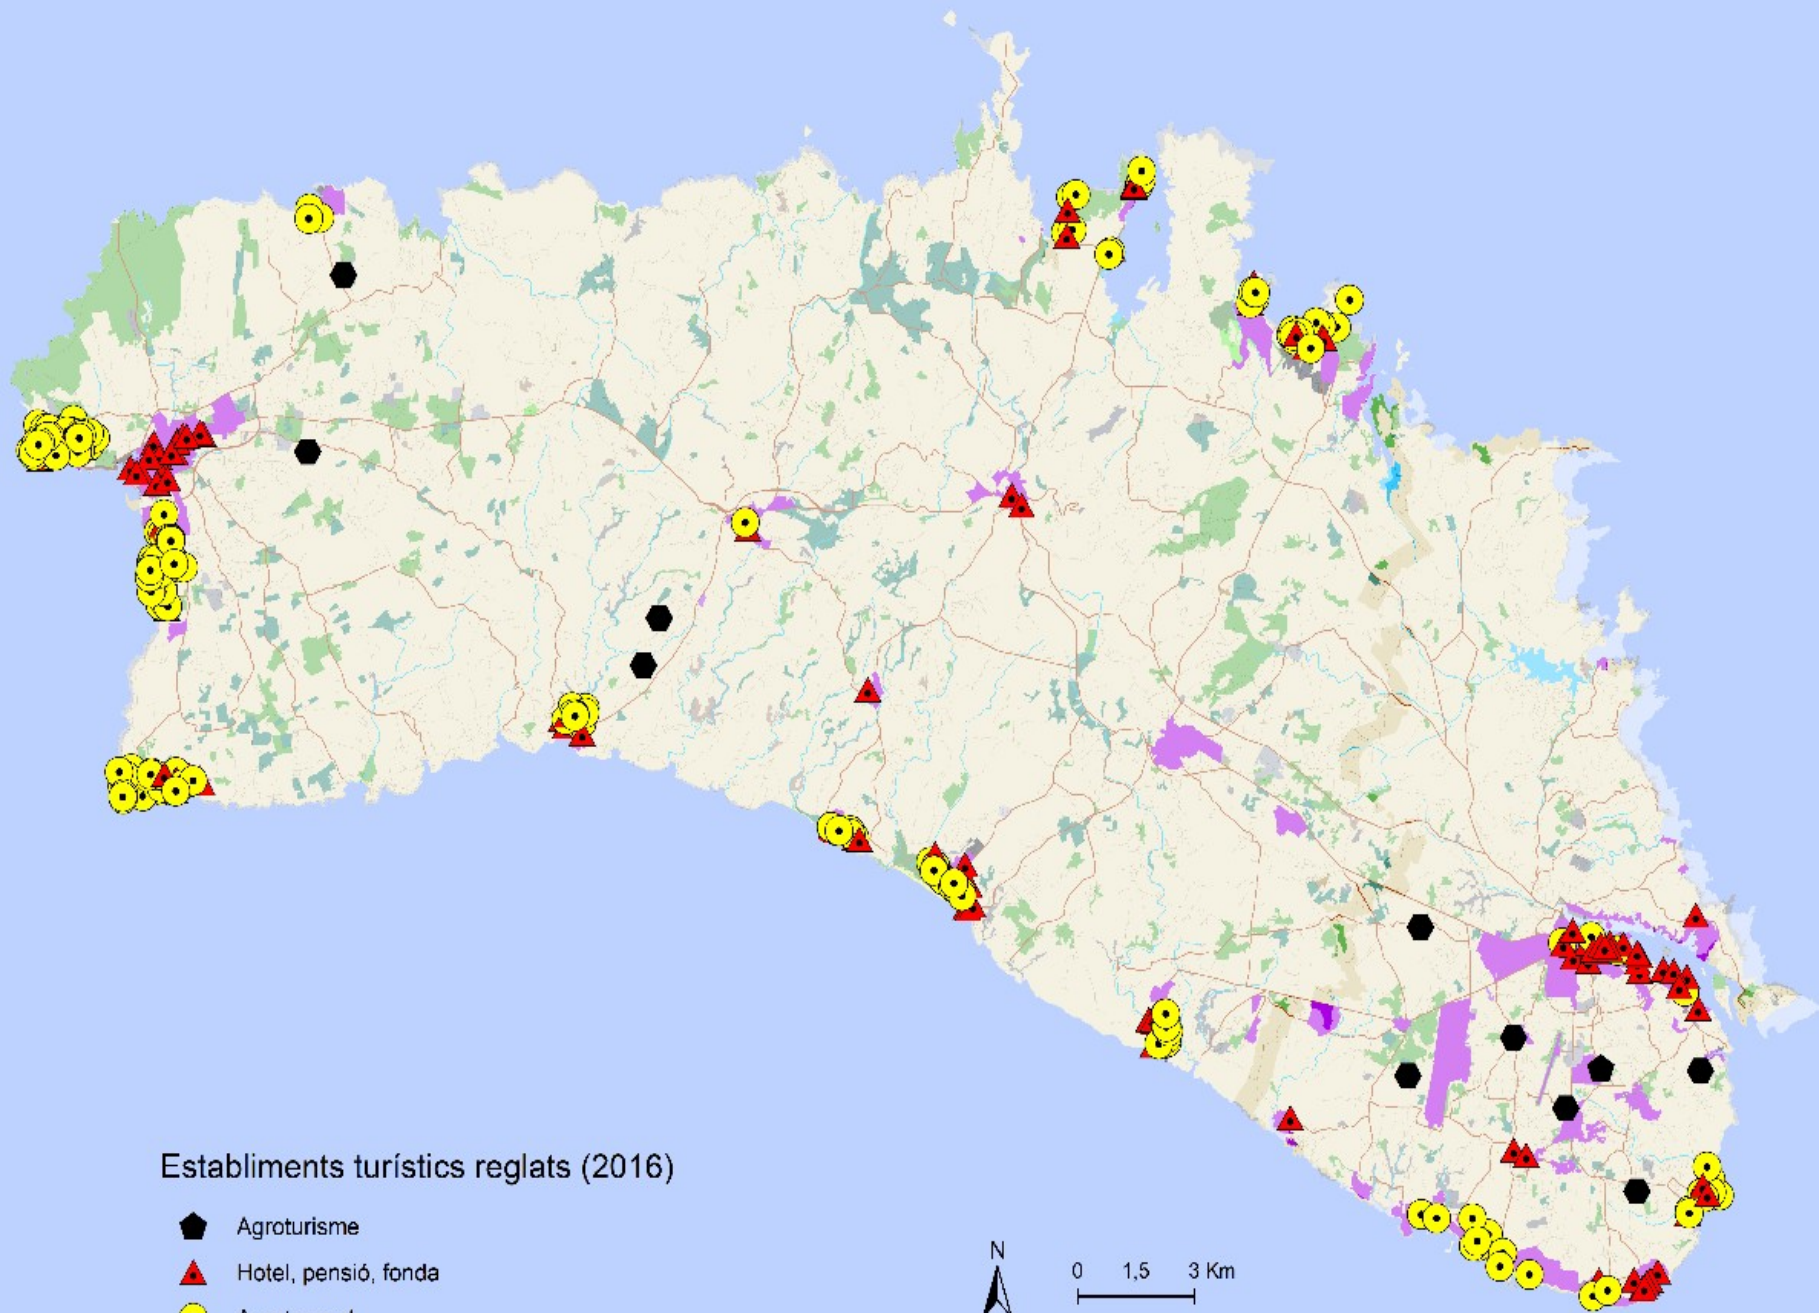 Establiments turístics reglats (2016)
Agroturisme
Hotel, pensió, fonda
N
0 1,5 3 Km